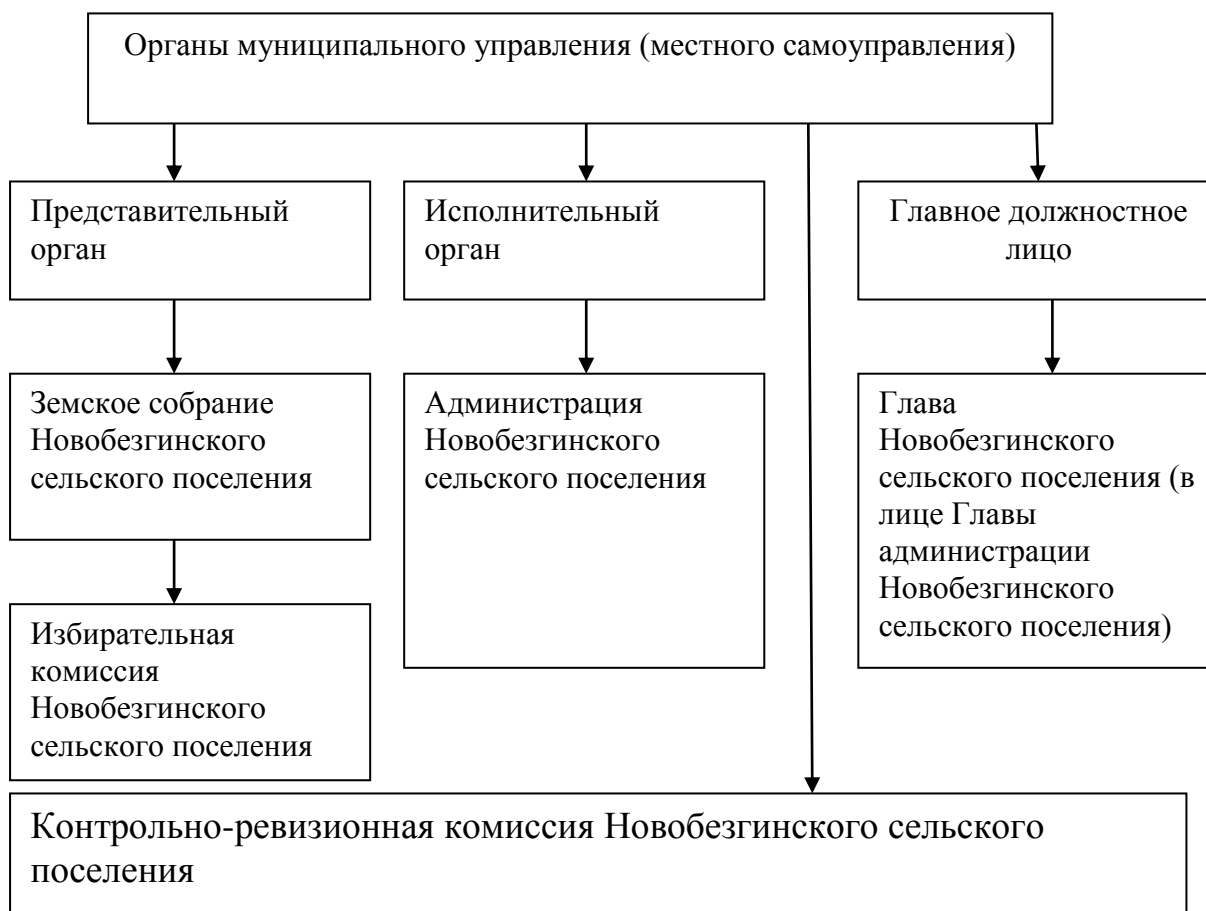 Органы муниципального управления (местного самоуправления)
Представительный
орган
Исполнительный
орган
Главное должностное
лицо
Земское собрание
Новобезгинского
сельского поселения
Администрация
Новобезгинского
сельского поселения
Глава
Новобезгинского
сельского поселения (в
лице Главы
администрации
Новобезгинского
сельского поселения)
Избирательная
комиссия
Новобезгинского
сельского поселения
Контрольно-ревизионная комиссия Новобезгинского сельского
поселения